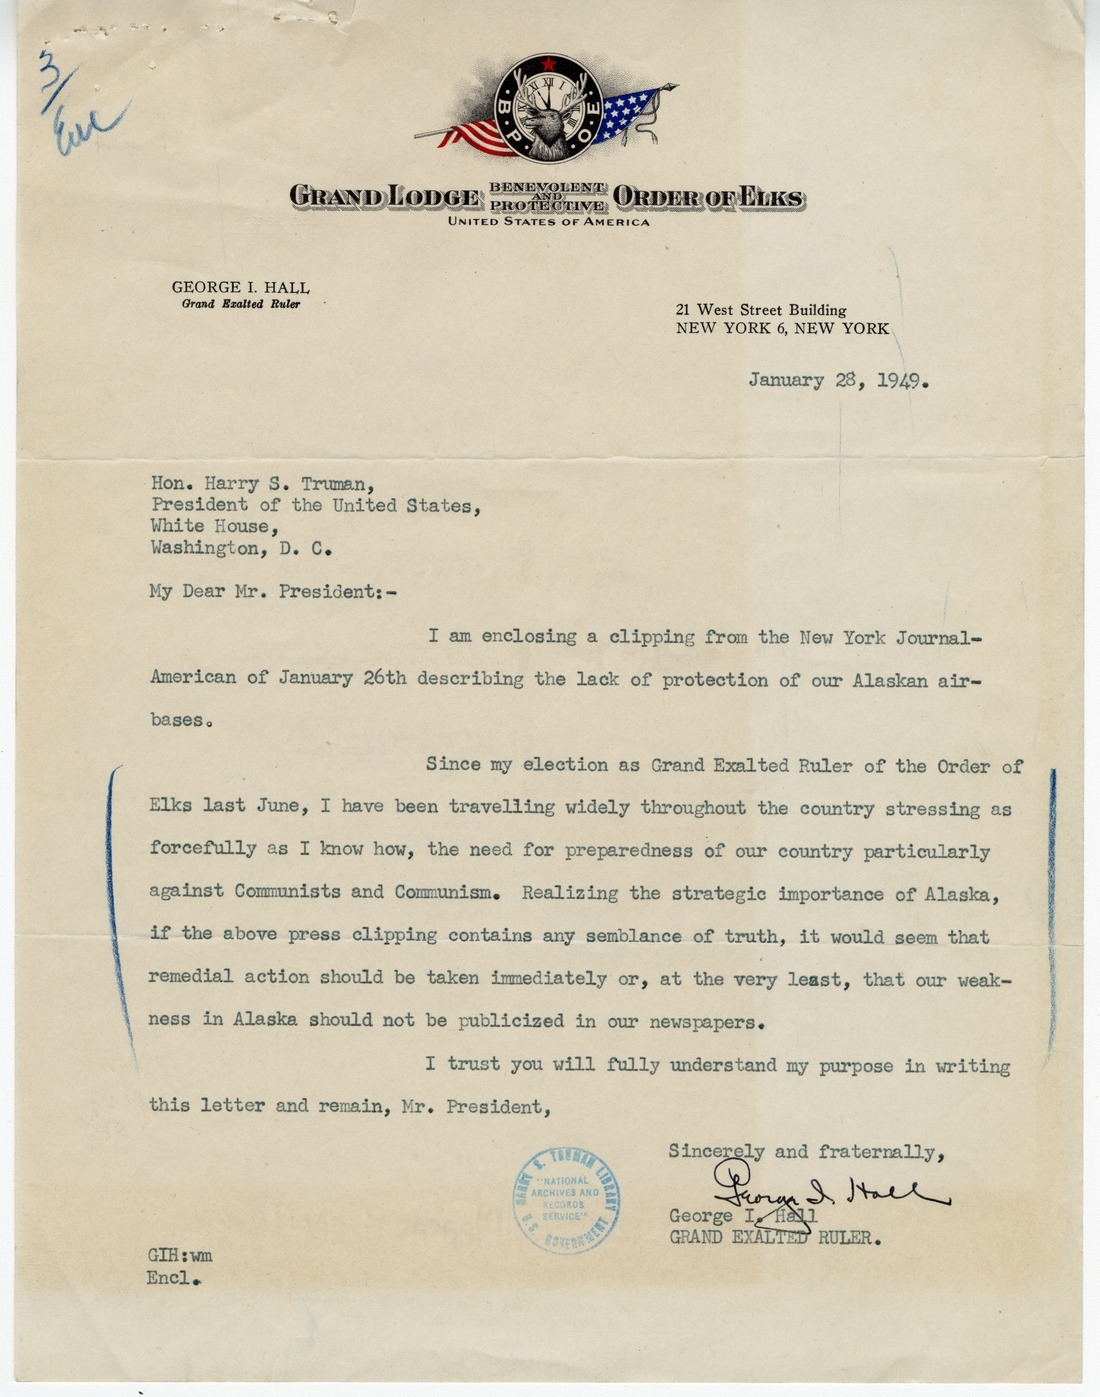 3/
Enc
B. P. O. E
GRAND LODGE BENEVOLENT AND PROTECTIVE ORDER OF ELKS
UNITED STATES OF AMERICA
GEORGE I. HALL
Grand Exalted Ruler
21 West Street Building
NEW YORK 6, NEW YORK
January 28, 1949.
Hon. Harry S. Truman,
President of the United States,
White House,
Washington, D. C.
My Dear Mr. President:-
I am enclosing a clipping from the New York Journal-
American of January 26th describing the lack of protection of our Alaskan air-
bases.
Since my election as Grand Exalted Ruler of the Order of
Elks last June, I have been travelling widely throughout the country stressing as
forcefully as I know how, the need for preparedness of our country particularly
against Communists and Communism. Realizing the strategic importance of Alaska,
if the above press clipping contains any semblance of truth, it would seem that
remedial action should be taken immediately or, at the very least, that our weak-
ness in Alaska should not be publicized in our newspapers.
I trust you will fully understand my purpose in writing
this letter and remain, Mr. President,
Sincerely and fraternally,
George I. Hall
George I. Hall
GRAND EXALTED RULER.
HARRY S. TRUMAN LIBRARY
"NATIONAL
ARCHIVES AND
RECORDS
SERVICE"
U.S. GOVERNMENT
GIH:wm
Encl.